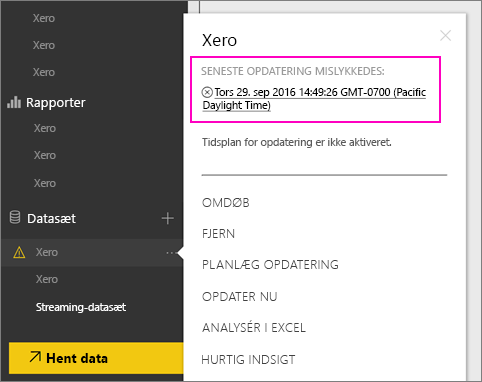 Xero
Xero
Xero
Rapporter
Xero
Xero
Xero
Datasæt
Xero
Xero
Streaming-datasæt
Hent data
Xero
SENESTE OPDATERING MISLYKKEDES:
Tors 29. sep 2016 14:49:26 GMT-0700 (Pacific
Daylight Time)
Tidsplan for opdatering er ikke aktiveret.
OMDØB
FJERN
PLANLÆG OPDATERING
OPDATER NU
ANALYSÉR I EXCEL
HURTIG INDSIGT